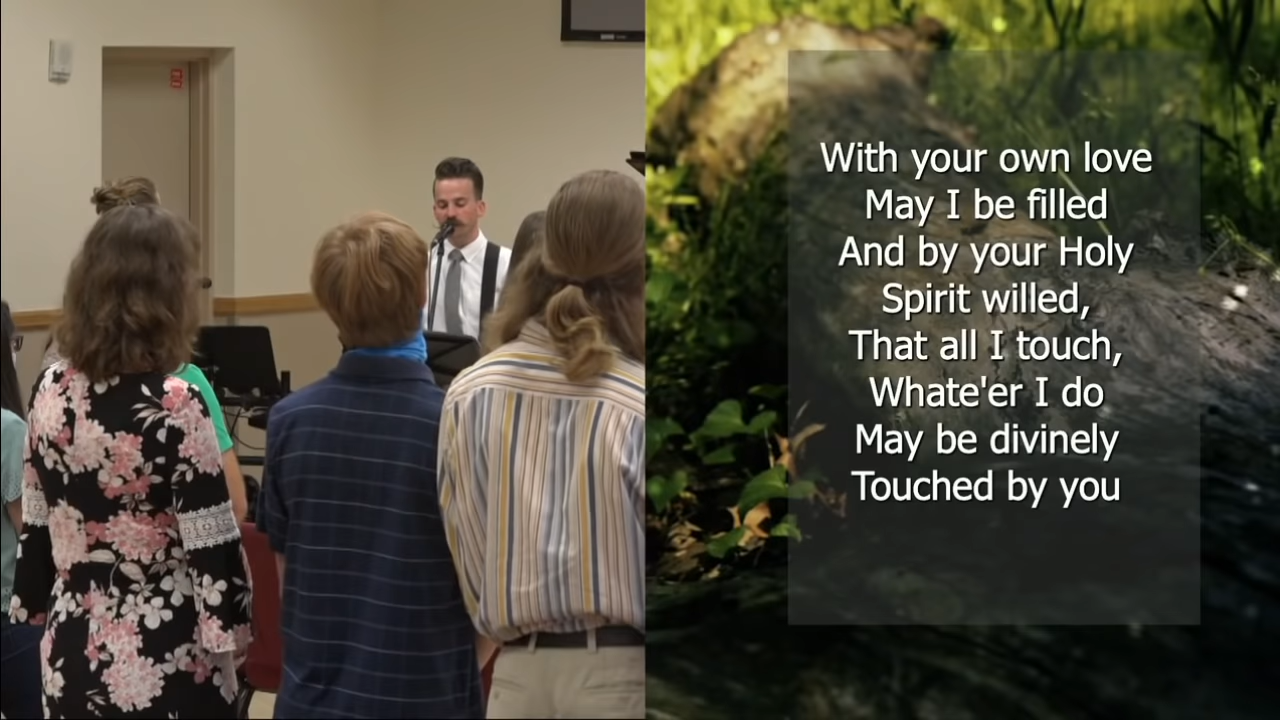 With your own love
May I be filled
And by your Holy
Spirit willed,
That all I touch,
Whate'er I do
May be divinely
Touched by you